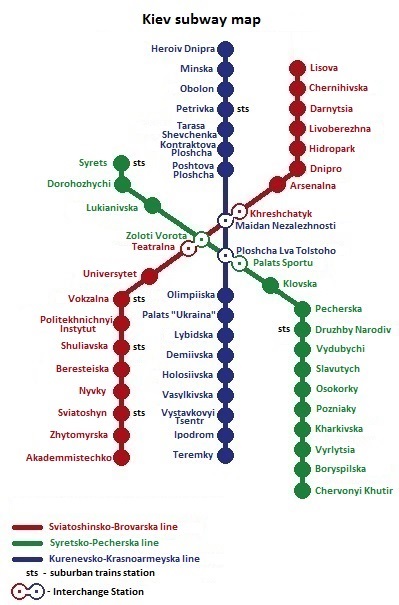 Kiev subway map
Heroiv Dnipra
Minska
Obolon
Petrivka sts
Tarasa
Shevchenka
Kontraktova
Ploshcha
Poshtova
Ploshcha
Lisova
Chernihivska
Darnytsia
Livoberezhna
Hidropark
Dnipro
Arsenalna
Khreshchatyk
Maidan Nezalezhnosti
Syrets sts
Dorohozhychi
Lukianivska
Zoloti Vorota
Teatralna
Ploshcha Lva Tolstoho
Palats Sportu
Klovska
Universytet
Vokzalna sts
Politekhnichnyi
Instytut
Shuliavska sts
Beresteiska
Nyvky
Sviatoshyn sts
Zhytomyrska
Akademmistechko
Olimpiiska
Palats "Ukraina"
Lybidska
Demiivska
Holosiivska
Vasylkivska
Vystavkovyi
Tsentr
Ipodrom
Teremky
Pecherska
sts Druzhby Narodiv
Vydubychi
Slavutych
Osokorky
Pozniaky
Kharkivska
Vyrlytsia
Boryspilska
Chervonyi Khutir
Sviatoshinsko-Brovarska line
Syretsko-Pecherska line
Kurenevsko-Krasnoarmeyska line
sts - suburban trains station
- Interchange Station